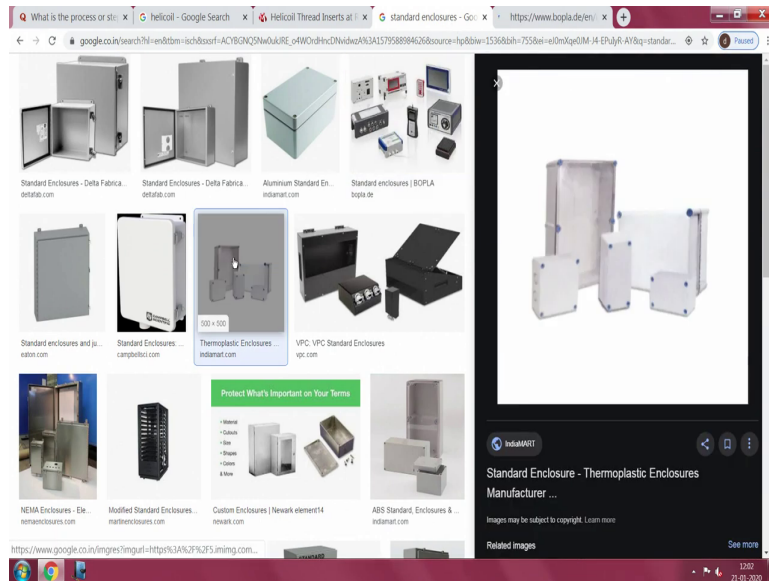 What is the process or step
helicoil - Google Search
Helicoil Thread Inserts at
standard enclosures - Goo
https://www.bopla.de/en/
google.co.in/search?hl=en&tbm=isch&sxsrf=ACYBGNQ5Nw0ukJRE_o4WOrdHncDNvidwzA%3A1579588984626&source=hp&biw=1536&bih=755&ei=eJ0mXqe0JM-J4-EPulyR-AY&q=standar...
d Paused
Standard Enclosures - Delta Fabrica...
deltafab.com
Standard Enclosures - Delta Fabrica...
deltafab.com
Aluminium Standard En...
indiamart.com
Standard enclosures | BOPLA
bopla.de
500 × 500
Standard enclosures and ju...
eaton.com
Standard Enclosures: ...
campbellsci.com
Thermoplastic Enclosures ...
indiamart.com
VPC: VPC Standard Enclosures
vpc.com
Protect What's Important on Your Terms
• Material
• Cutouts
• Size
• Shapes
• Colors
& More
NEMA Enclosures - Ele...
nemaenclosures.com
Modified Standard Enclosures...
martinenclosures.com
Custom Enclosures | Newark element14
newark.com
ABS Standard, Enclosures & ...
indiamart.com
IndiaMART
Standard Enclosure - Thermoplastic Enclosures
Manufacturer ...
Images may be subject to copyright. Learn more
Related images
See more
https://www.google.co.in/imgres?imgurl=https%3A%2F%2F5.imimg.com...
12:02
21-01-2020